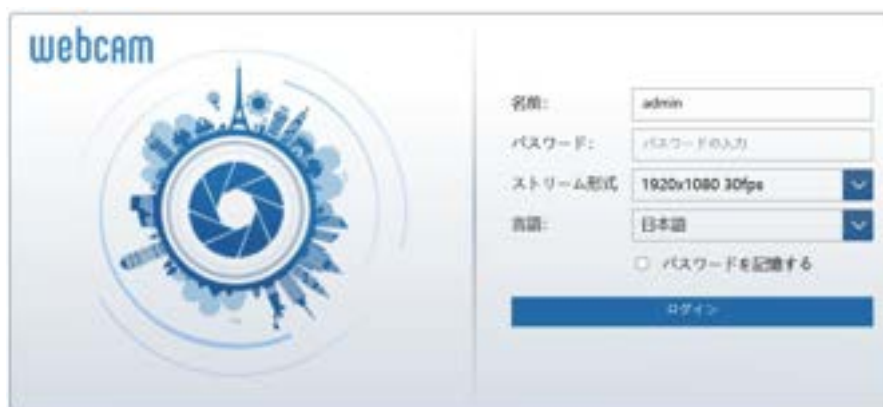 webcam
名前:
admin
パスワード:
パスワードの入力
ストリーム形式
1920x1080 30fps
言語:
日本語
パスワードを記憶する
ログイン